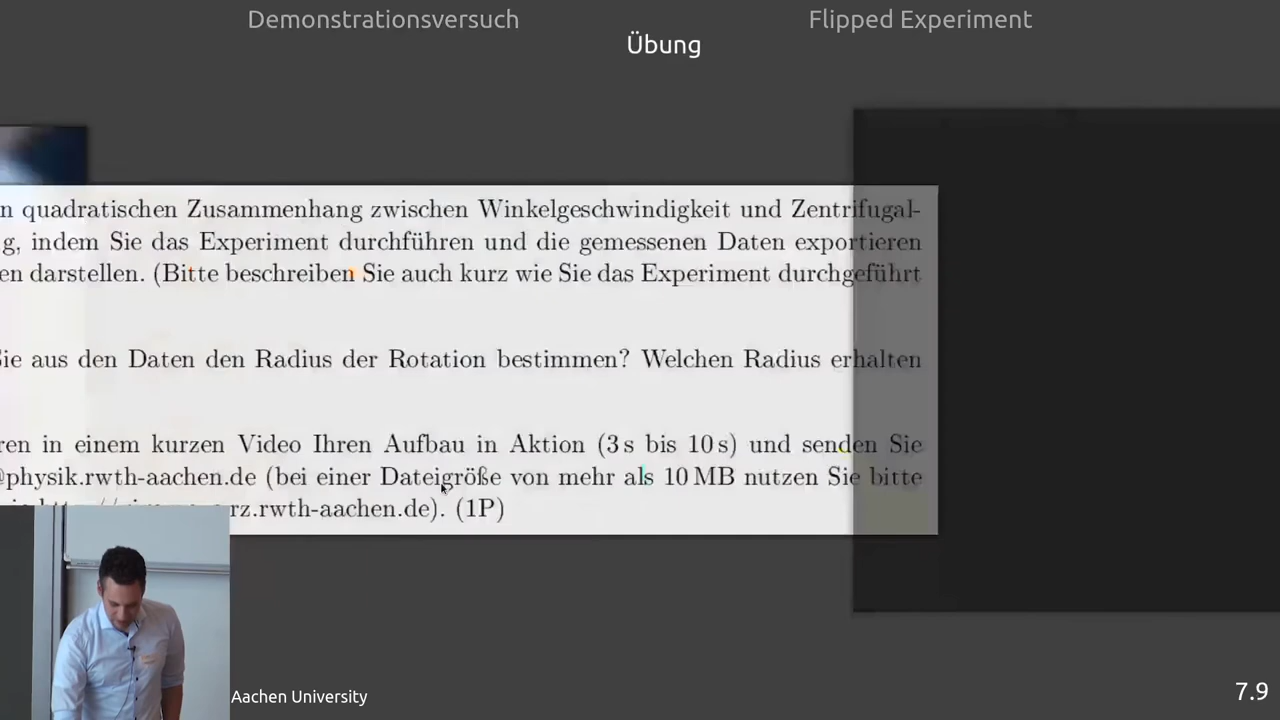 Demonstrationsversuch
Flipped Experiment
Übung
n quadratischen Zusammenhang zwischen Winkelgeschwindigkeit und Zentrifugal-
g, indem Sie das Experiment durchführen und die gemessenen Daten exportieren
en darstellen. (Bitte beschreiben Sie auch kurz wie Sie das Experiment durchgeführt
Sie aus den Daten den Radius der Rotation bestimmen? Welchen Radius erhalten
ren in einem kurzen Video Ihren Aufbau in Aktion (3 s bis 10 s) und senden Sie
@physik.rwth-aachen.de (bei einer Dateigröße von mehr als 10 MB nutzen Sie bitte
rz.rwth-aachen.de). (1P)
Aachen University
7.9